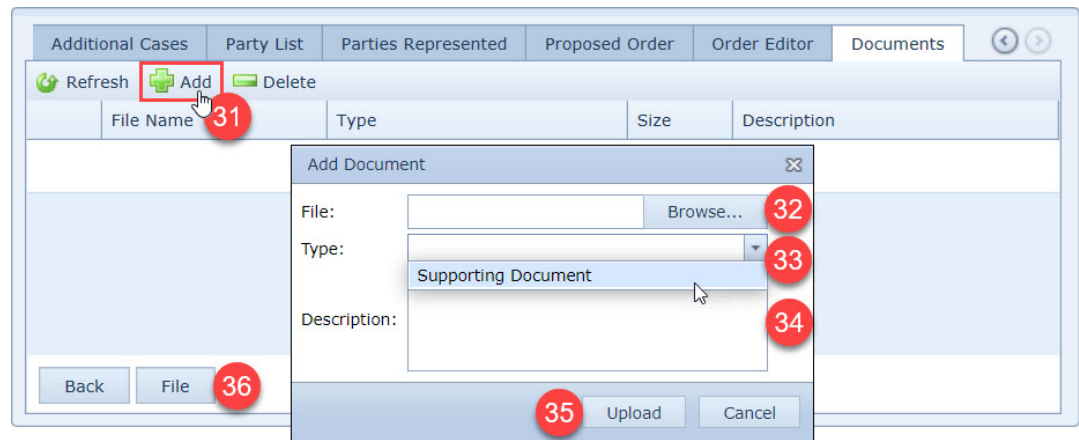 Additional Cases Party List Parties Represented Proposed Order Order Editor Documents
Refresh Add Delete
31
File Name Type Size Description
Add Document
File: Browse... 32
Type: 33
Supporting Document
Description: 34
Back File 36
35 Upload Cancel